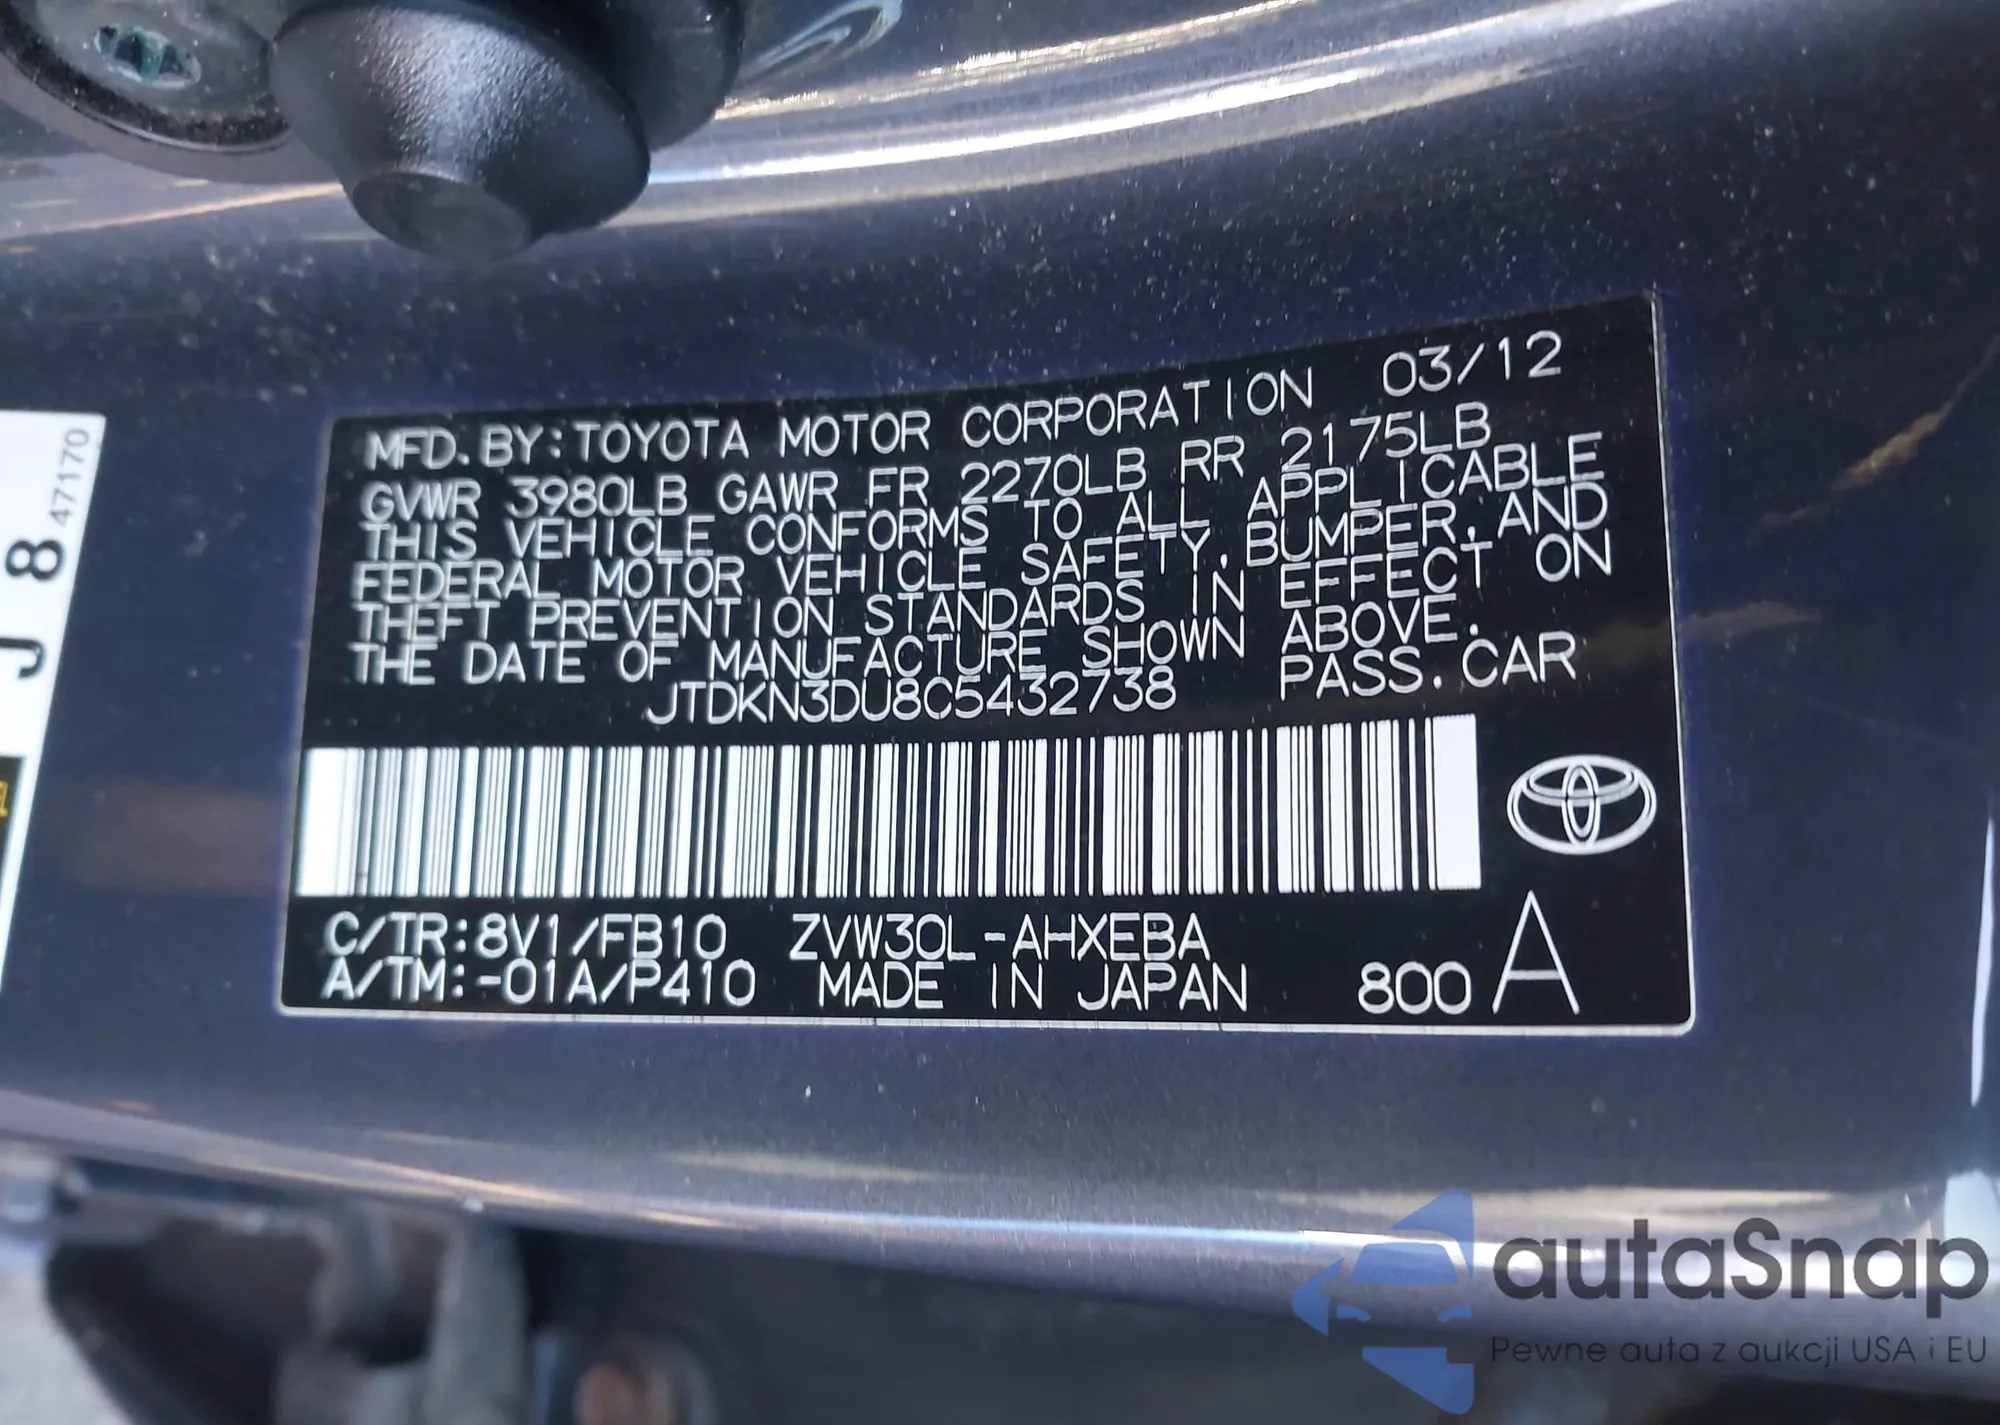 MFD. BY: TOYOTA MOTOR CORPORATION 03/12
GVWR 3980LB GAWR FR 2270LB RR 2175LB
THIS VEHICLE CONFORMS TO ALL APPLICABLE
FEDERAL MOTOR VEHICLE SAFETY, BUMPER, AND
THEFT PREVENTION STANDARDS IN EFFECT ON
THE DATE OF MANUFACTURE SHOWN ABOVE.
JTDKN3DU8C5432738 PASS. CAR
C/TR: 8V1/FB10 ZVW30L-AHXEBA
A/TM: -01A/P410 MADE IN JAPAN 800 A
J 8 47170
autaSnap
Pewne auta z aukcji USA i EU